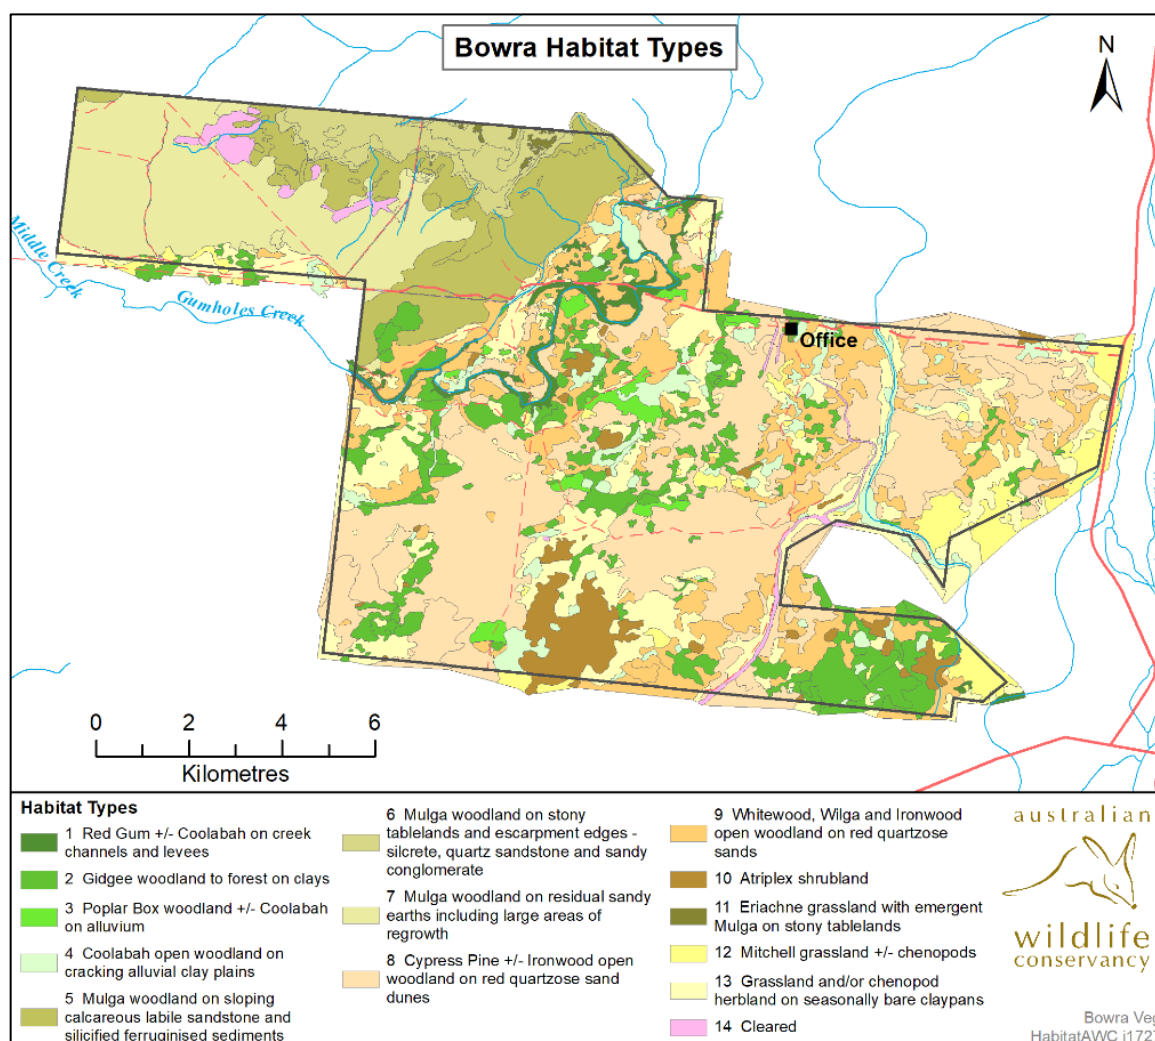 Bowra Habitat Types
N
Middle Creek
Gumholes Creek
Office
0 2 4 6
Kilometres
Habitat Types
1 Red Gum +/- Coolabah on creek
channels and levees
2 Gidgee woodland to forest on clays
3 Poplar Box woodland +/- Coolabah
on alluvium
4 Coolabah open woodland on
cracking alluvial clay plains
5 Mulga woodland on sloping
calcareous labile sandstone and
silicified ferruginised sediments
6 Mulga woodland on stony
tablelands and escarpment edges -
silcrete, quartz sandstone and sandy
conglomerate
7 Mulga woodland on residual sandy
earths including large areas of
regrowth
8 Cypress Pine +/- Ironwood open
woodland on red quartzose sand
dunes
9 Whitewood, Wilga and Ironwood
open woodland on red quartzose
sands
10 Atriplex shrubland
11 Eriachne grassland with emergent
Mulga on stony tablelands
12 Mitchell grassland +/- chenopods
13 Grassland and/or chenopod
herbland on seasonally bare claypans
14 Cleared
australian
wildlife
conservancy
Bowra Veg
HabitatAWC j172